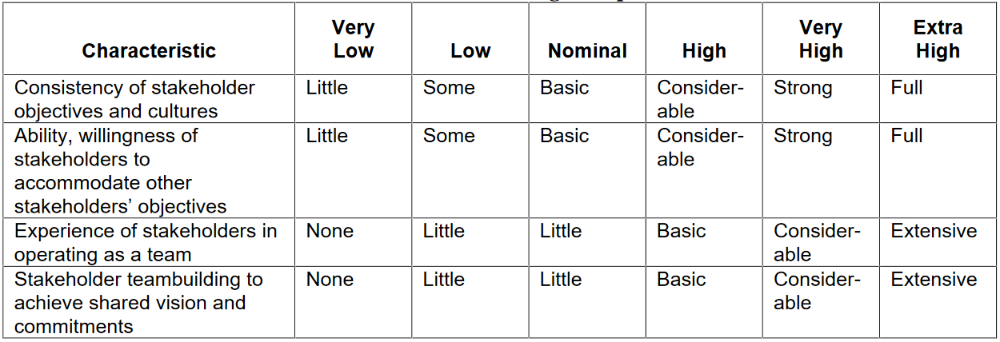 Characteristic Very Low Low Nominal High Very High Extra High
Consistency of stakeholder objectives and cultures Little Some Basic Consider-able Strong Full
Ability, willingness of stakeholders to accommodate other stakeholders’ objectives Little Some Basic Consider-able Strong Full
Experience of stakeholders in operating as a team None Little Little Basic Consider-able Extensive
Stakeholder teambuilding to achieve shared vision and commitments None Little Little Basic Consider-able Extensive